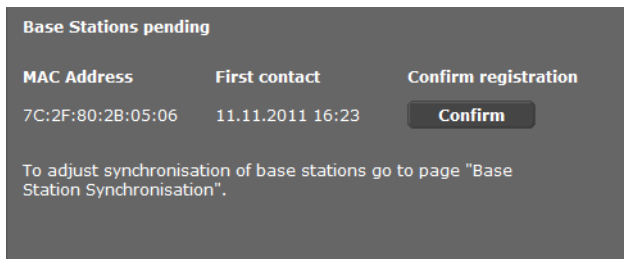 Base Stations pending
MAC Address First contact Confirm registration
7C:2F:80:2B:05:06 11.11.2011 16:23 Confirm
To adjust synchronisation of base stations go to page "Base
Station Synchronisation".